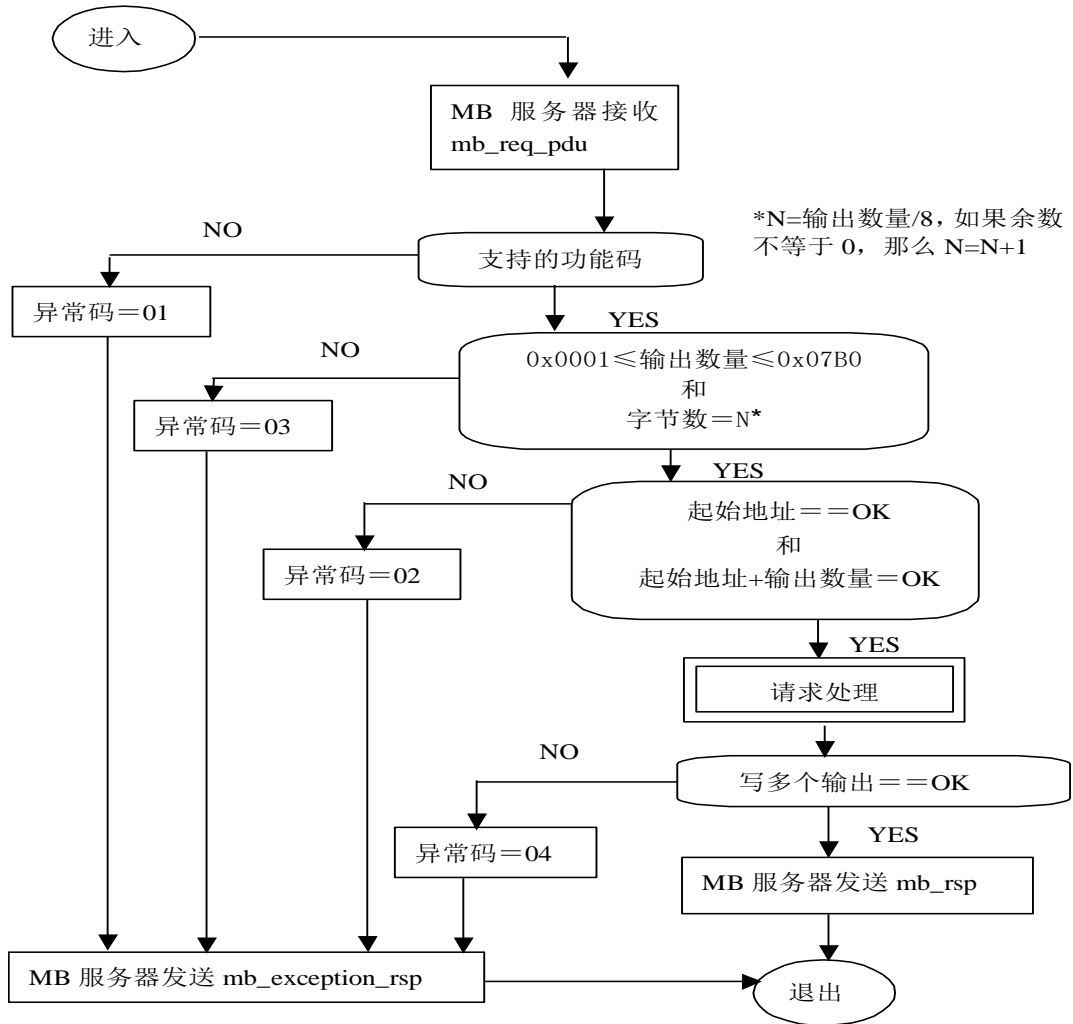 进入
MB 服务器接收
mb_req_pdu
*N=输出数量/8，如果余数
不等于 0，那么 N=N+1
NO
支持的功能码
异常码＝01
YES
NO
0x0001≤输出数量≤0x07B0
和
字节数＝N*
异常码＝03
YES
NO
起始地址＝＝OK
和
起始地址+输出数量＝OK
异常码＝02
YES
请求处理
NO
写多个输出＝＝OK
异常码＝04
YES
MB 服务器发送 mb_rsp
MB 服务器发送 mb_exception_rsp
退出